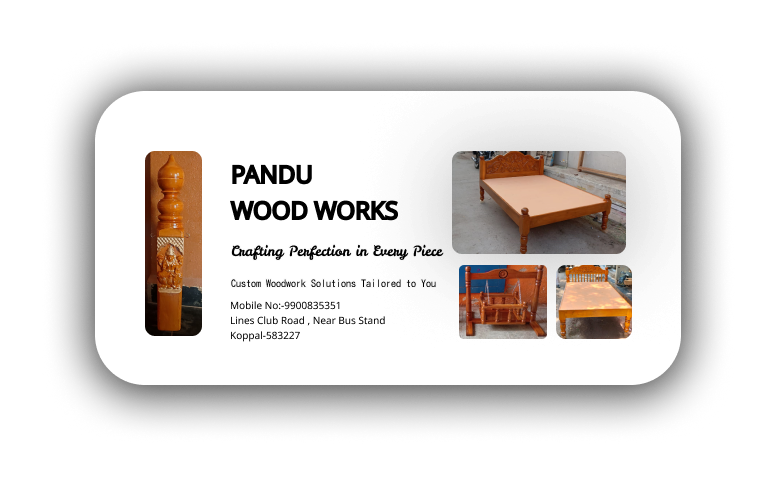 PANDU
WOOD WORKS
Crafting Perfection in Every Piece
Custom Woodwork Solutions Tailored to You
Mobile No:-9900835351
Lines Club Road , Near Bus Stand
Koppal-583227